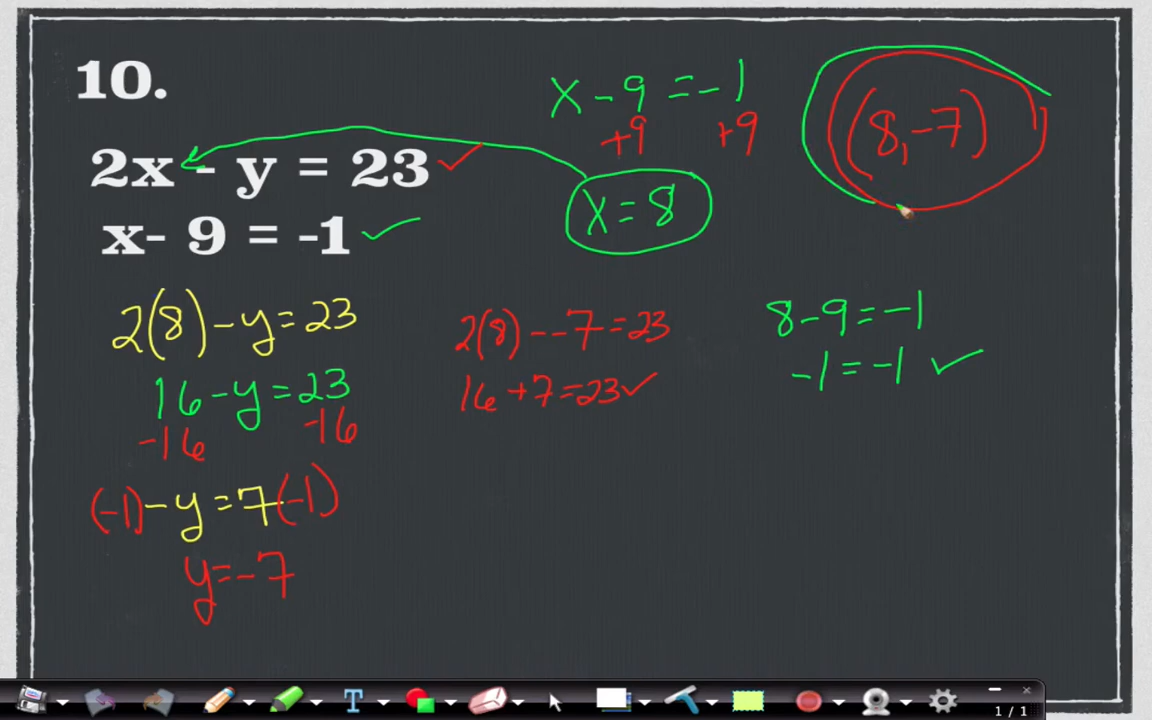 10.
2x - y = 23
x- 9 = -1
x - 9 = -1
+9 +9
x = 8
(8, -7)
2(8) - y = 23
16 - y = 23
-16 -16
(-1) - y = 7 (-1)
y = -7
2(8) - -7 = 23
16 + 7 = 23 ✓
8 - 9 = -1
-1 = -1 ✓
T
1 / 1